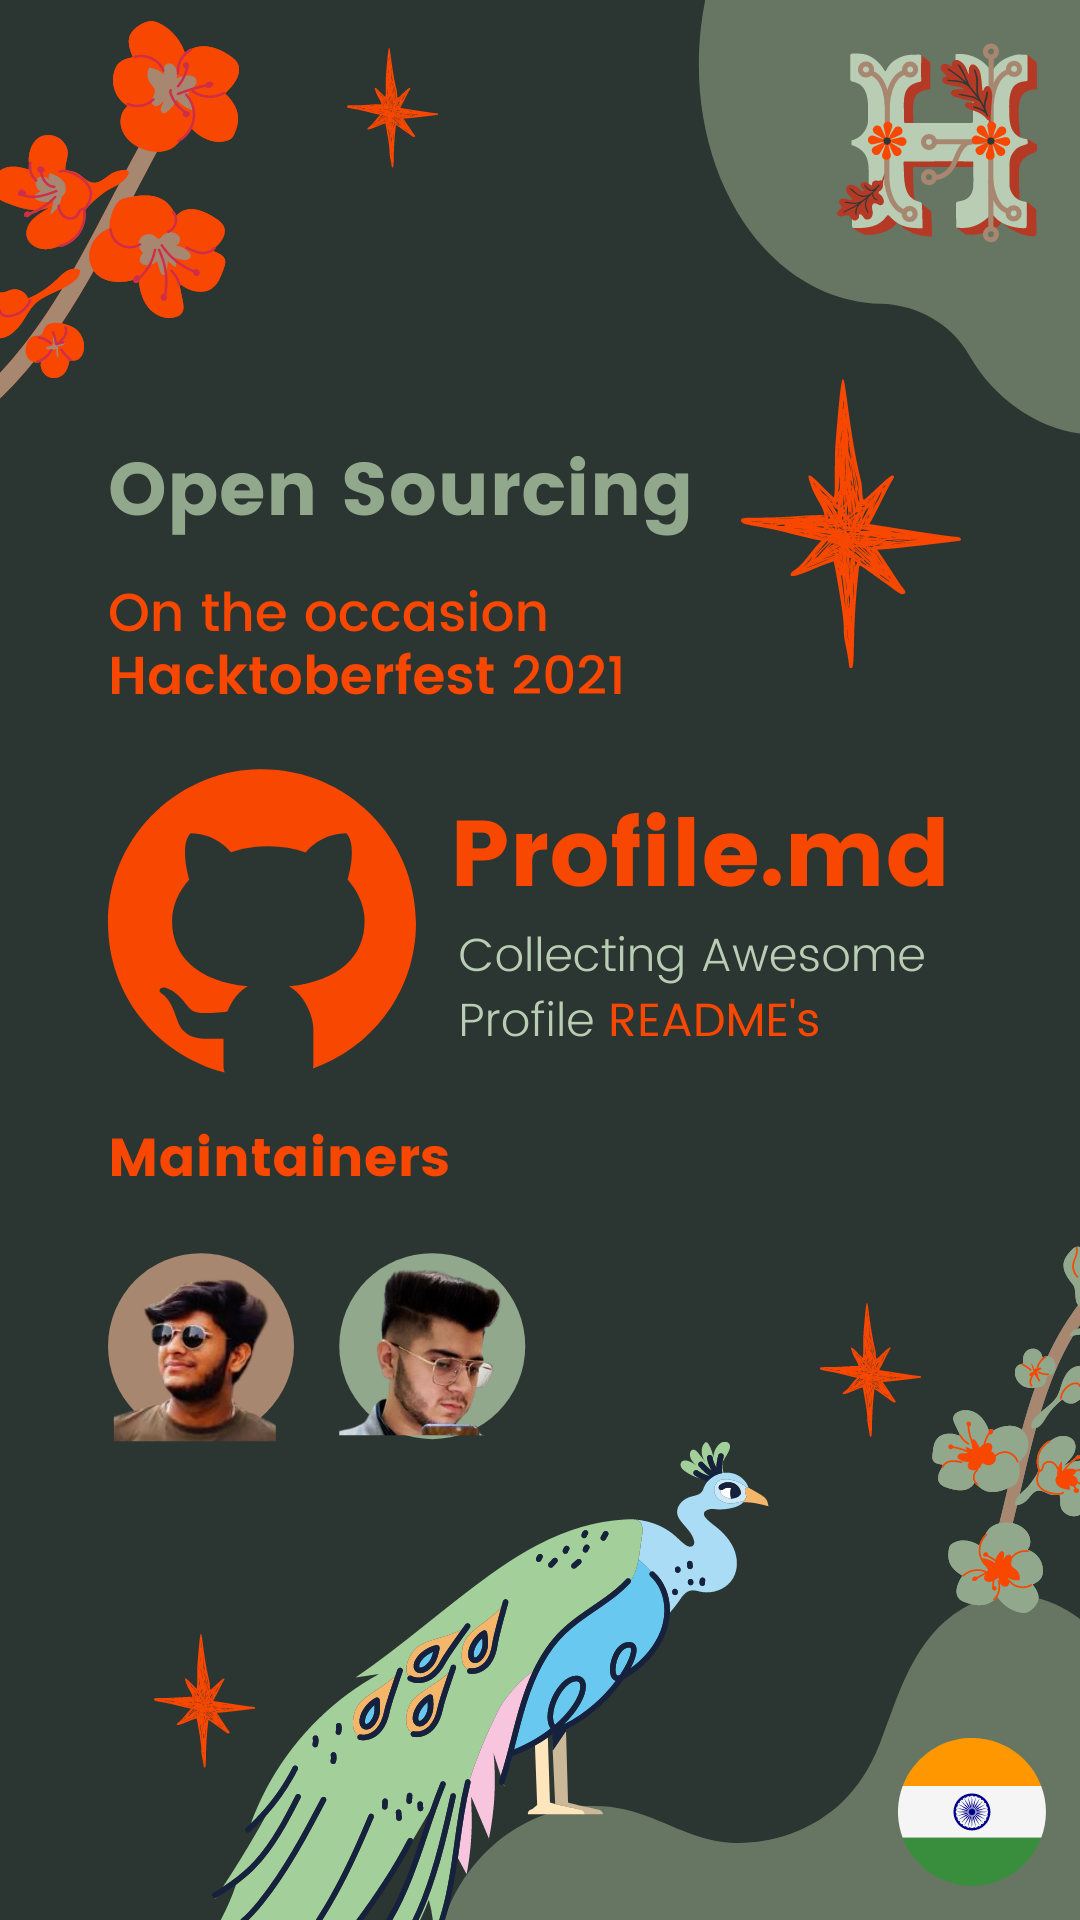 H
Open Sourcing
On the occasion
Hacktoberfest 2021
Profile.md
Collecting Awesome
Profile README's
Maintainers